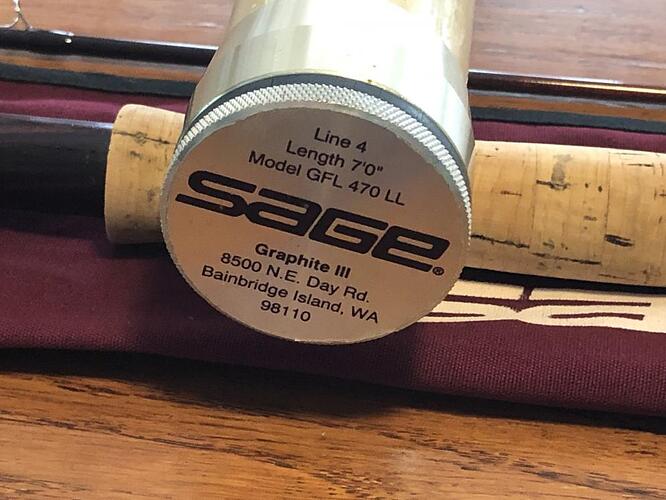 Line 4
Length 7'0"
Model GFL 470 LL
SAGE®
Graphite III
8500 N.E. Day Rd.
Bainbridge Island, WA
98110